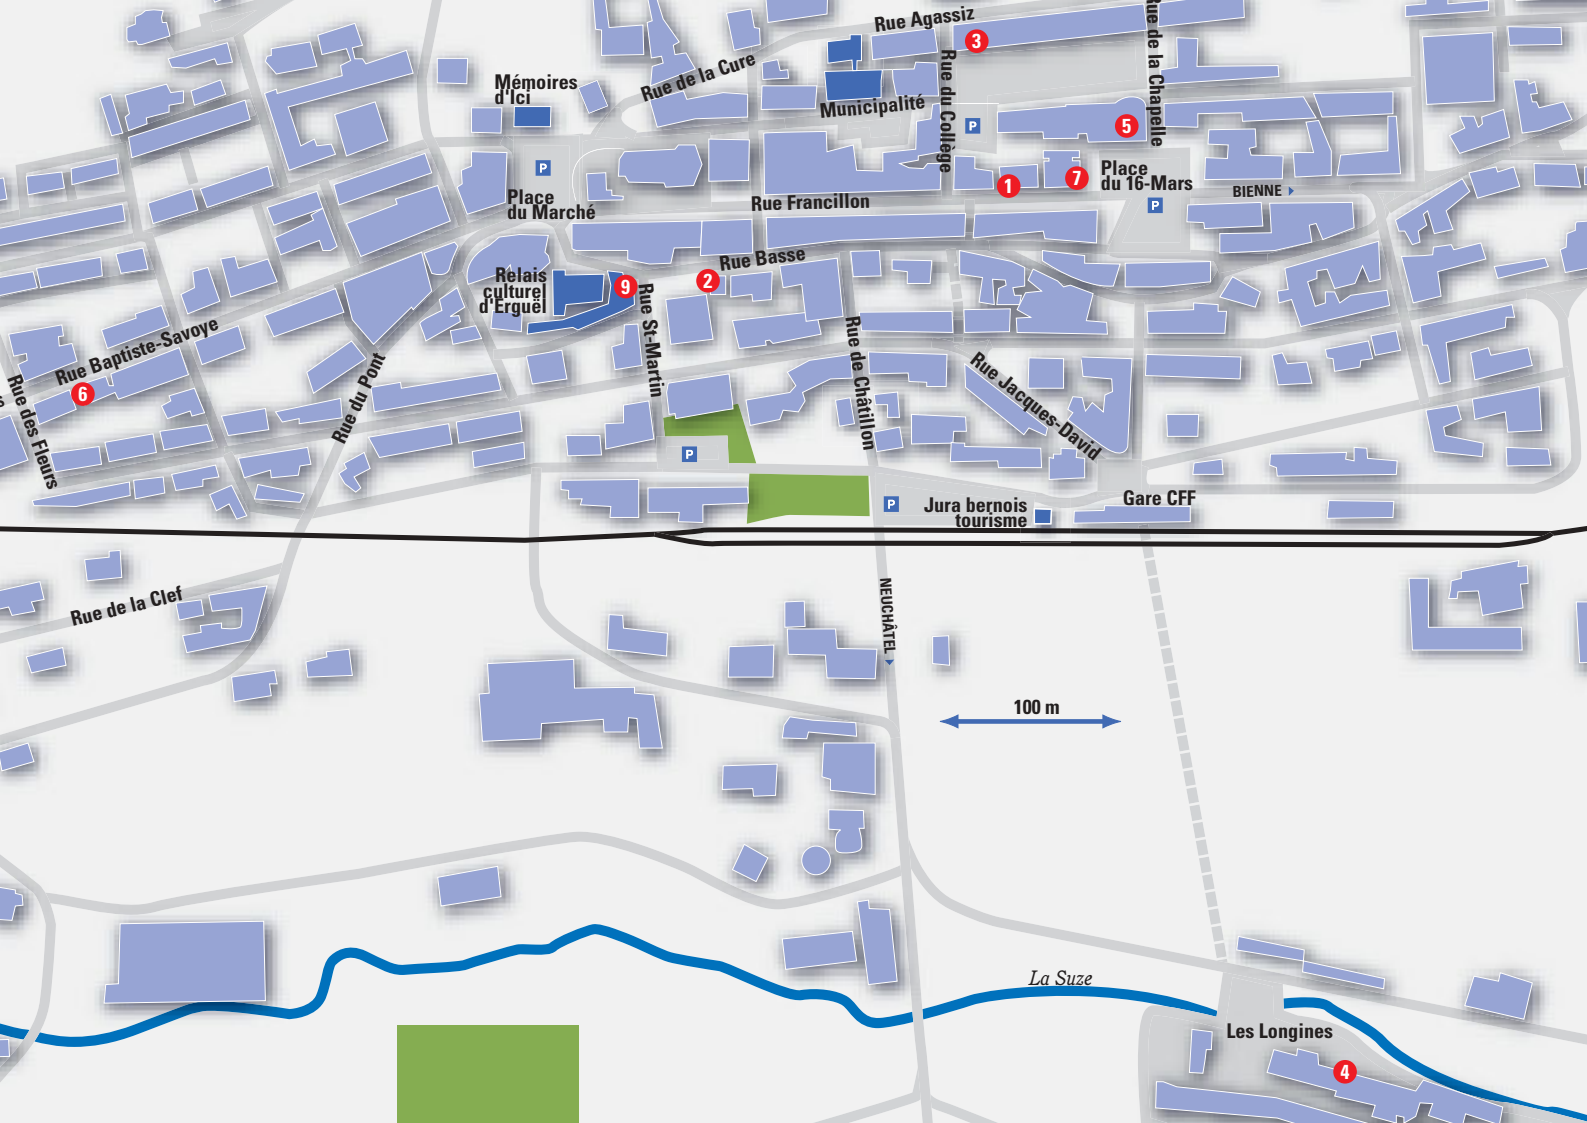 Rue Agassiz
3
Rue de la Chapelle
Rue de la Cure
Mémoires
d'Ici
Municipalité
Rue du Collège
P
5
P
Place
du Marché
1
7
Place
du 16-Mars
BIENNE
P
Rue Francillon
Rue Basse
2
Relais
culturel
d'Erguël
9
Rue St-Martin
Rue Baptiste-Savoye
6
Rue des Fleurs
Rue du Pont
Rue de Châtillon
Rue Jacques-David
P
P
Jura bernois
tourisme
Gare CFF
Rue de la Clef
NEUCHÂTEL
100 m
La Suze
Les Longines
4